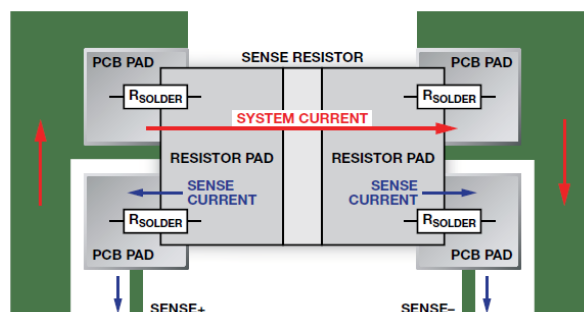 SENSE RESISTOR
PCB PAD
PCB PAD
RSOLDER
RSOLDER
SYSTEM CURRENT
RESISTOR PAD
RESISTOR PAD
SENSE
CURRENT
SENSE
CURRENT
RSOLDER
RSOLDER
PCB PAD
PCB PAD
SENSE+
SENSE–